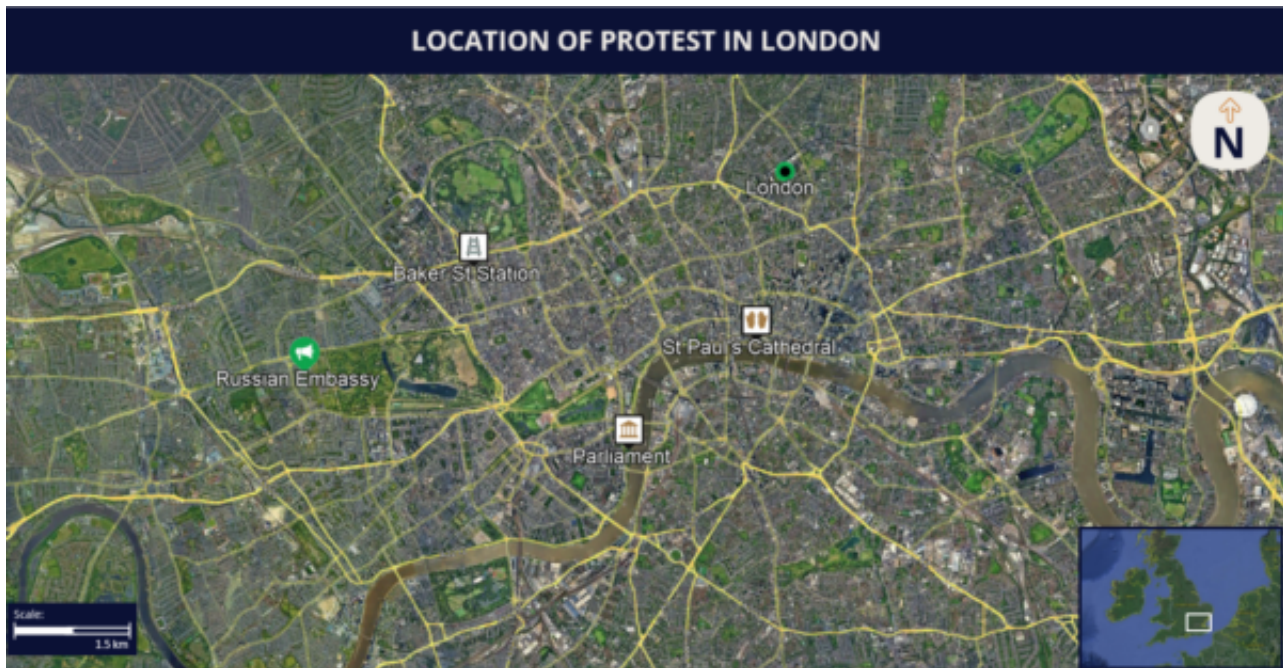 LOCATION OF PROTEST IN LONDON
N
London
Baker St Station
St Paul's Cathedral
Russian Embassy
Parliament
Scale:
1.5 km